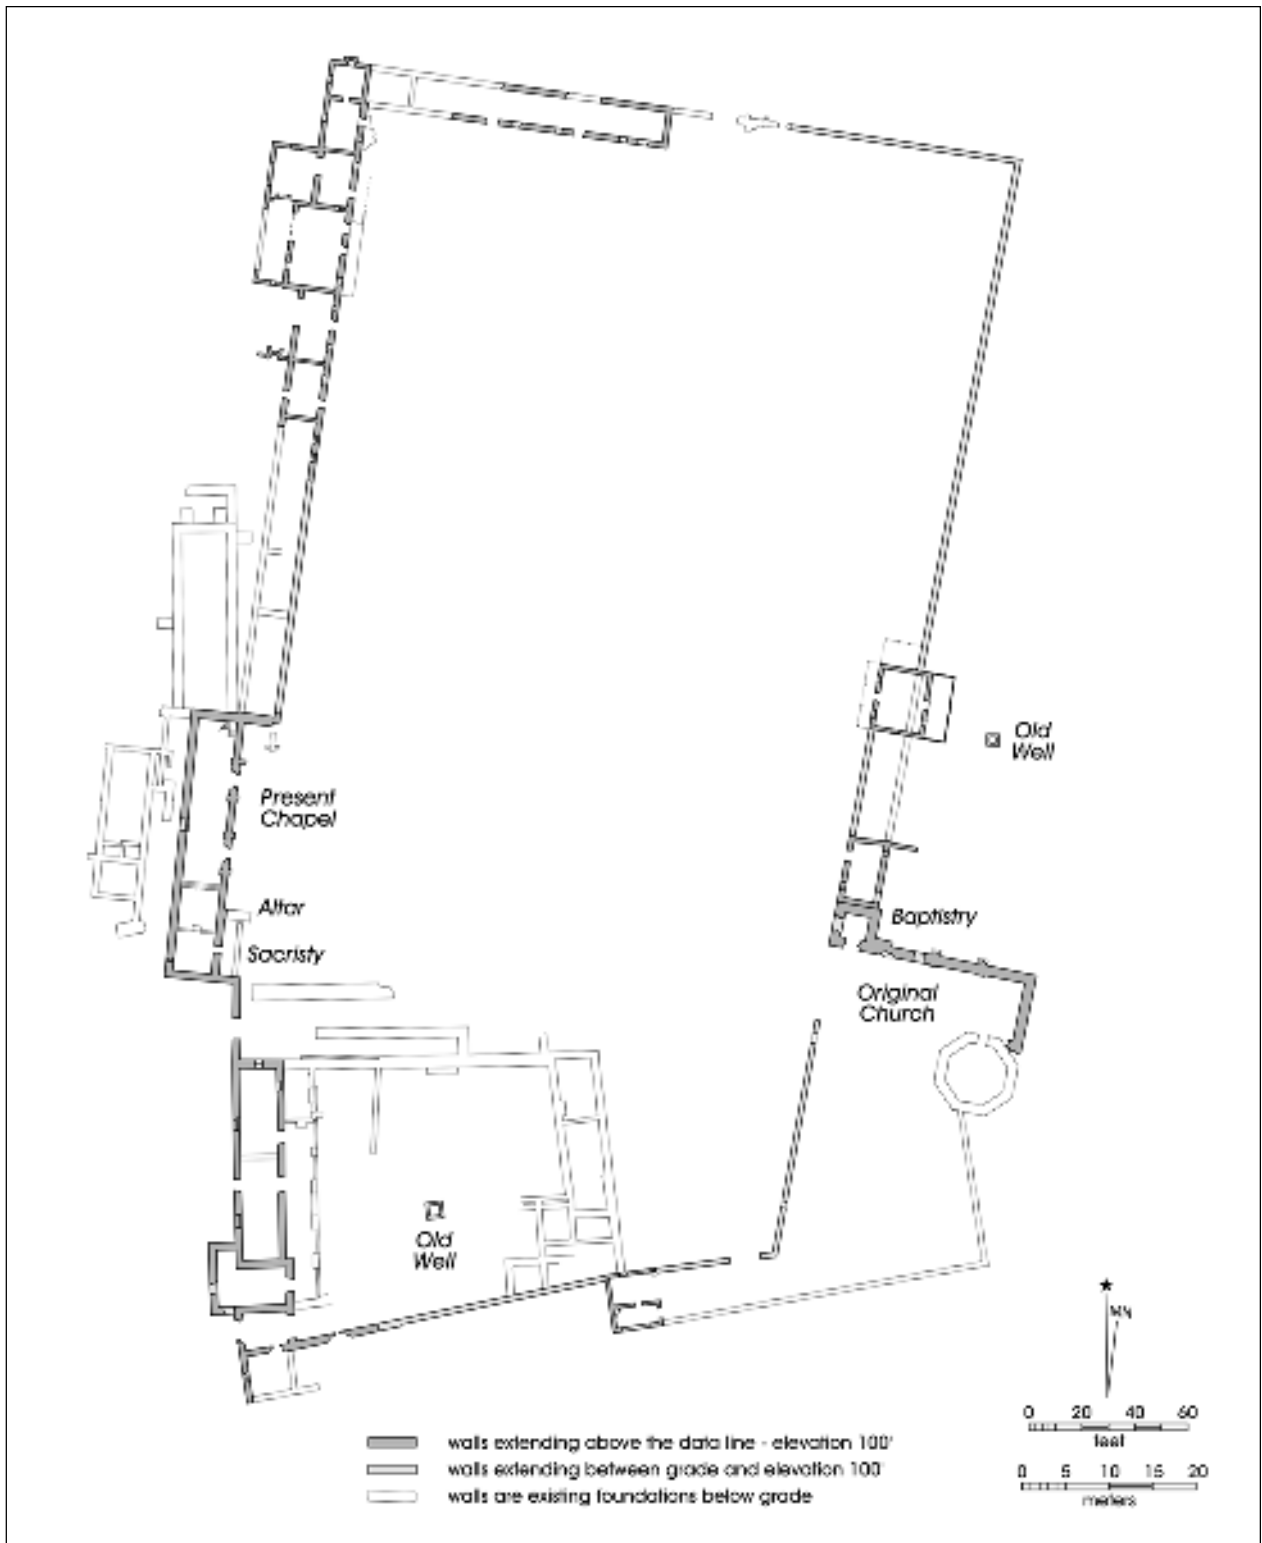 Old
Well
Present
Chapel
Altar
Sacristy
Baptistry
Original
Church
Old
Well
MN
0 20 40 60
feet
0 5 10 15 20
meters
walls extending above the data line - elevation 100'
walls extending between grade and elevation 100'
walls are existing foundations below grade